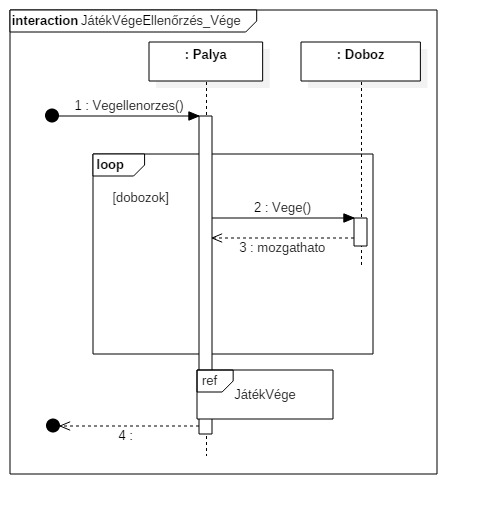 interaction JátékVégeEllenőrzés_Vége
: Palya
: Doboz
1 : Vegellenorzes()
loop
[dobozok]
2 : Vege()
3 : mozgathato
ref
JátékVége
4 :